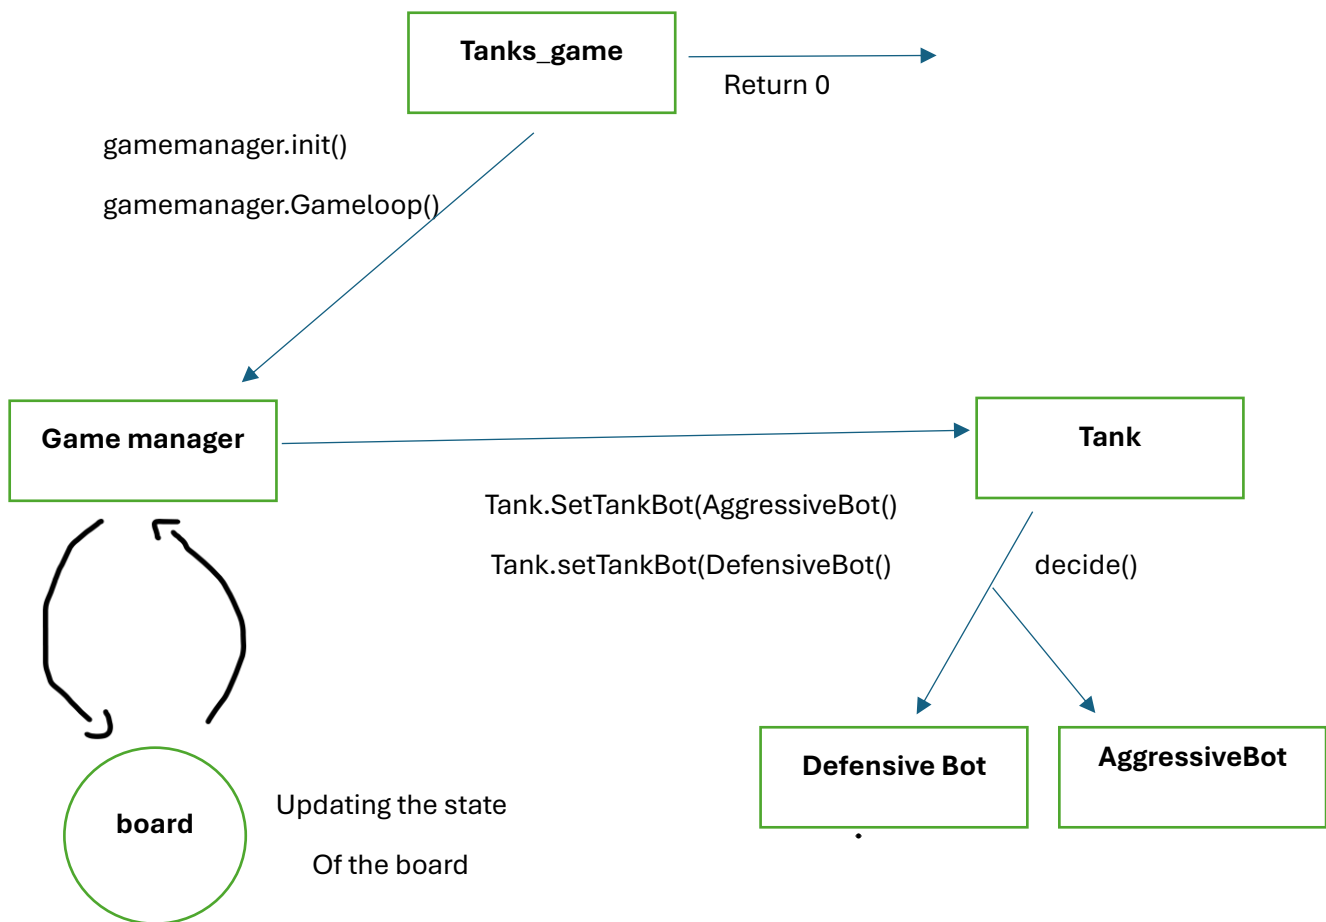 Tanks_game
Return 0
gamemanager.init()
gamemanager.Gameloop()
Game manager
Tank
Tank.SetTankBot(AggressiveBot()
Tank.setTankBot(DefensiveBot()
decide()
Defensive Bot
AggressiveBot
board
Updating the state
Of the board